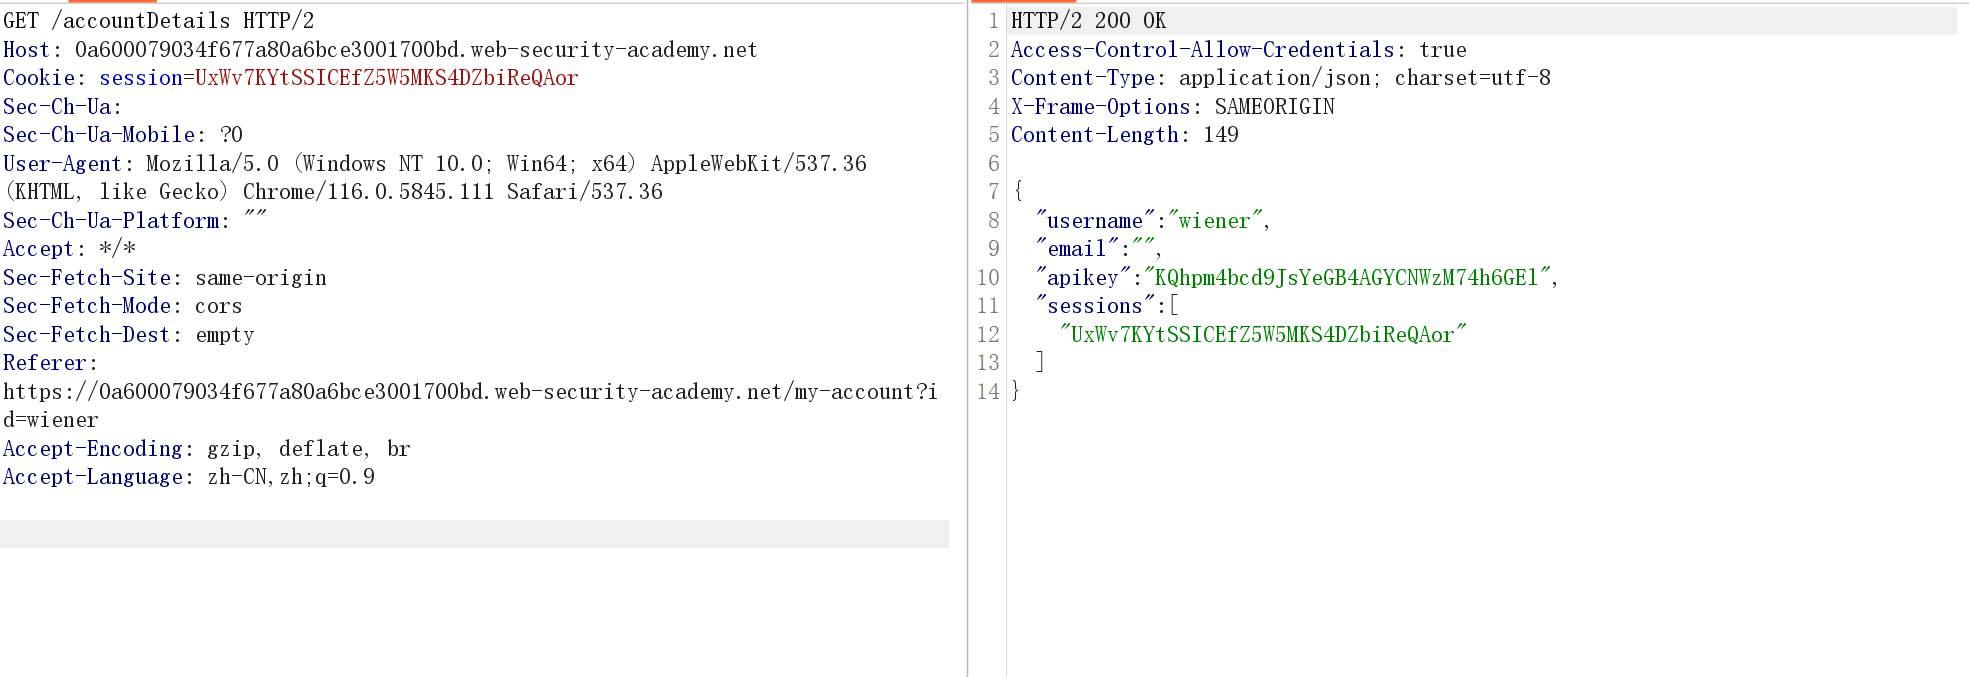 GET /accountDetails HTTP/2
Host: 0a600079034f677a80a6bce3001700bd.web-security-academy.net
Cookie: session=UxWv7KYtSSICEfZ5W5MKS4DZbiReQAor
Sec-Ch-Ua:
Sec-Ch-Ua-Mobile: ?0
User-Agent: Mozilla/5.0 (Windows NT 10.0; Win64; x64) AppleWebKit/537.36
(KHTML, like Gecko) Chrome/116.0.5845.111 Safari/537.36
Sec-Ch-Ua-Platform: ""
Accept: */*
Sec-Fetch-Site: same-origin
Sec-Fetch-Mode: cors
Sec-Fetch-Dest: empty
Referer:
https://0a600079034f677a80a6bce3001700bd.web-security-academy.net/my-account?i
d=wiener
Accept-Encoding: gzip, deflate, br
Accept-Language: zh-CN,zh;q=0.9
1 HTTP/2 200 OK
2 Access-Control-Allow-Credentials: true
3 Content-Type: application/json; charset=utf-8
4 X-Frame-Options: SAMEORIGIN
5 Content-Length: 149
6
7 {
8 "username":"wiener",
9 "email":"",
10 "apikey":"KQhpm4bcd9JsYeGB4AGYCNWzM74h6GEl",
11 "sessions":[
12 "UxWv7KYtSSICEfZ5W5MKS4DZbiReQAor"
13 ]
14 }